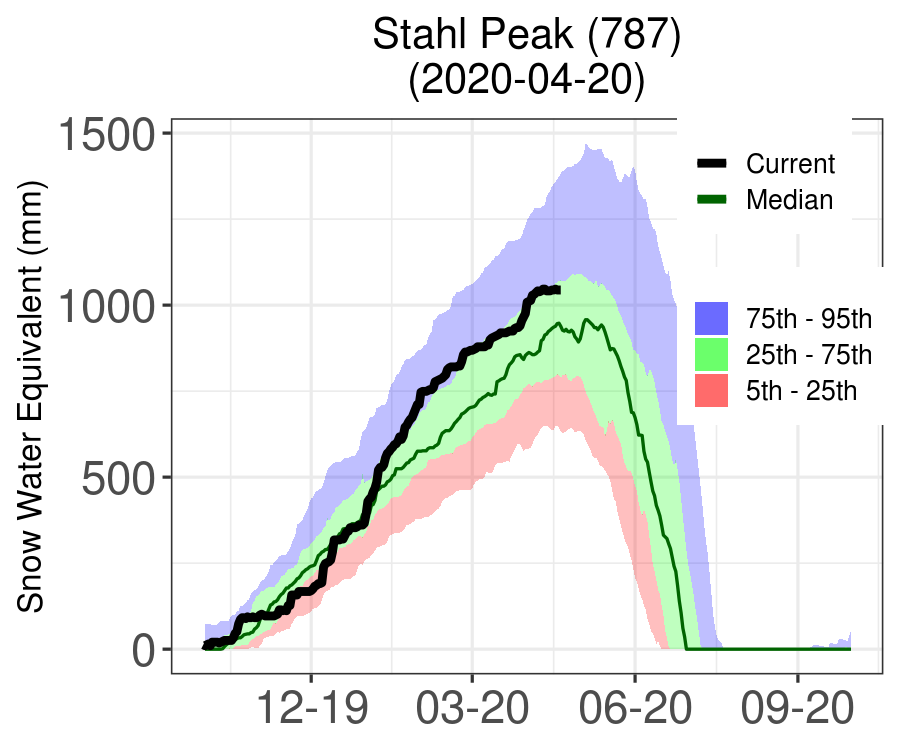 Stahl Peak (787)
(2020-04-20)
Snow Water Equivalent (mm)
1500
1000
500
0
12-19
03-20
06-20
09-20
Current
Median
75th - 95th
25th - 75th
5th - 25th